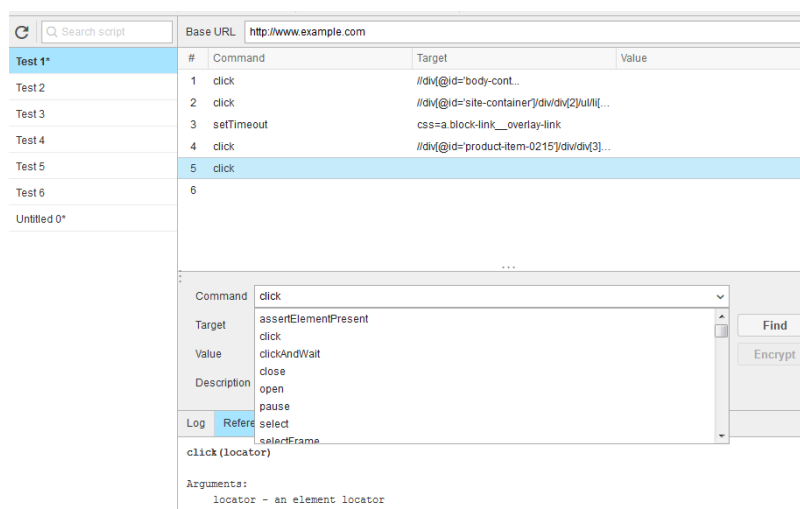 Search script
Base URL http://www.example.com
Test 1*
Test 2
Test 3
Test 4
Test 5
Test 6
Untitled 0*
# Command Target Value
1 click //div[@id='body-cont...
2 click //div[@id='site-container']/div/div[2]/ul/li[...
3 setTimeout css=a.block-link__overlay-link
4 click //div[@id='product-item-0215']/div/div[3]...
5 click
6
Command click
Target
Value
Description
assertElementPresent
click
clickAndWait
close
open
pause
select
selectFrame
Find
Encrypt
Log Refere
click(locator)
Arguments:
locator - an element locator